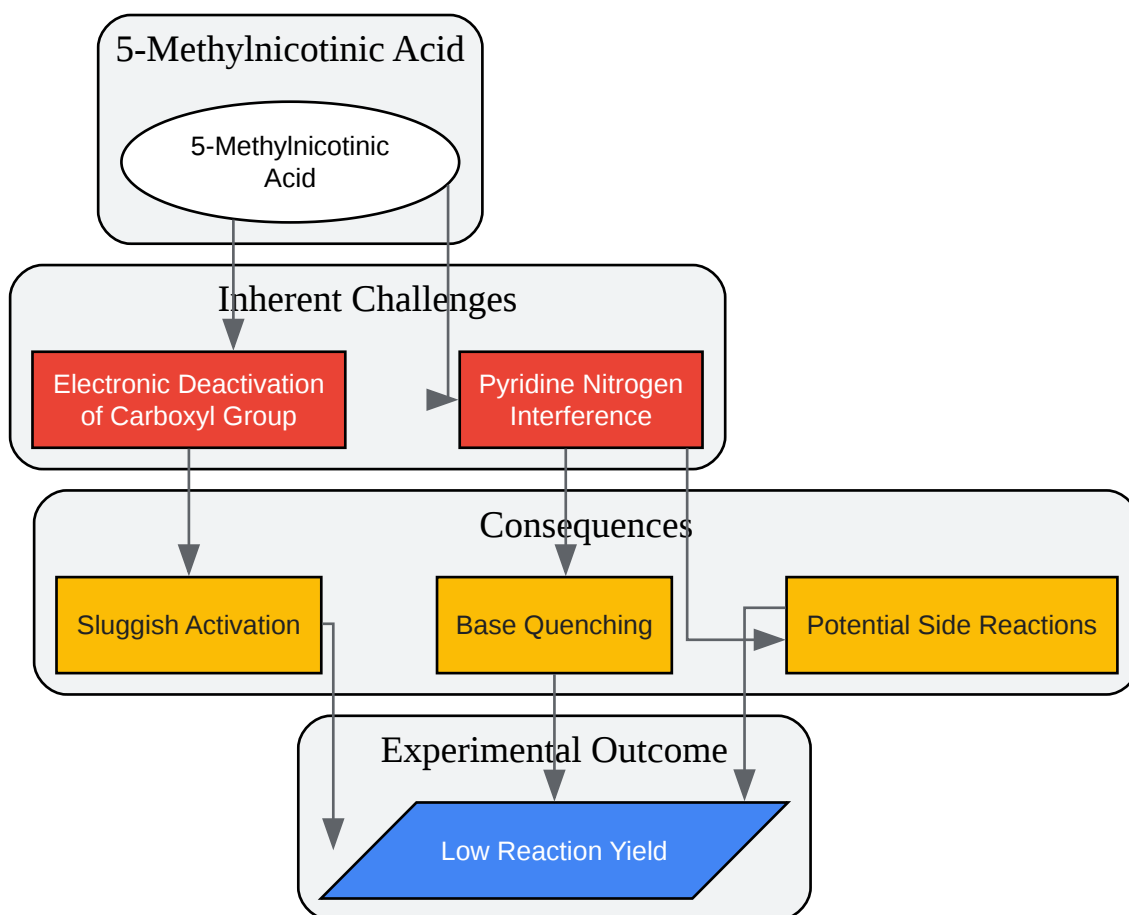 5-Methylnicotinic Acid
5-Methylnicotinic
Acid
Inherent Challenges
Electronic Deactivation
of Carboxyl Group
Pyridine Nitrogen
Interference
Consequences
Sluggish Activation
Base Quenching
Potential Side Reactions
Experimental Outcome
Low Reaction Yield